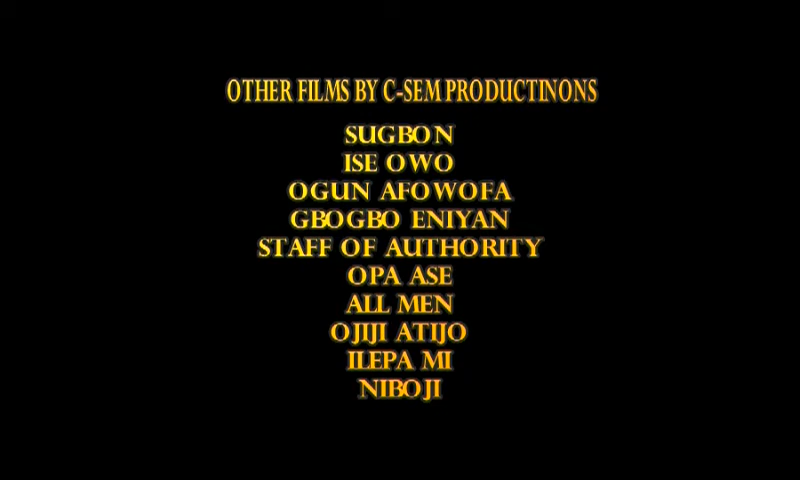 OTHER FILMS BY C-SEM PRODUCTINONS
SUGBON
ISE OWO
OGUN AFOWOFA
GBOGBO ENIYAN
STAFF OF AUTHORITY
OPA ASE
ALL MEN
OJIJI ATIJO
ILEPA MI
NIBOJI